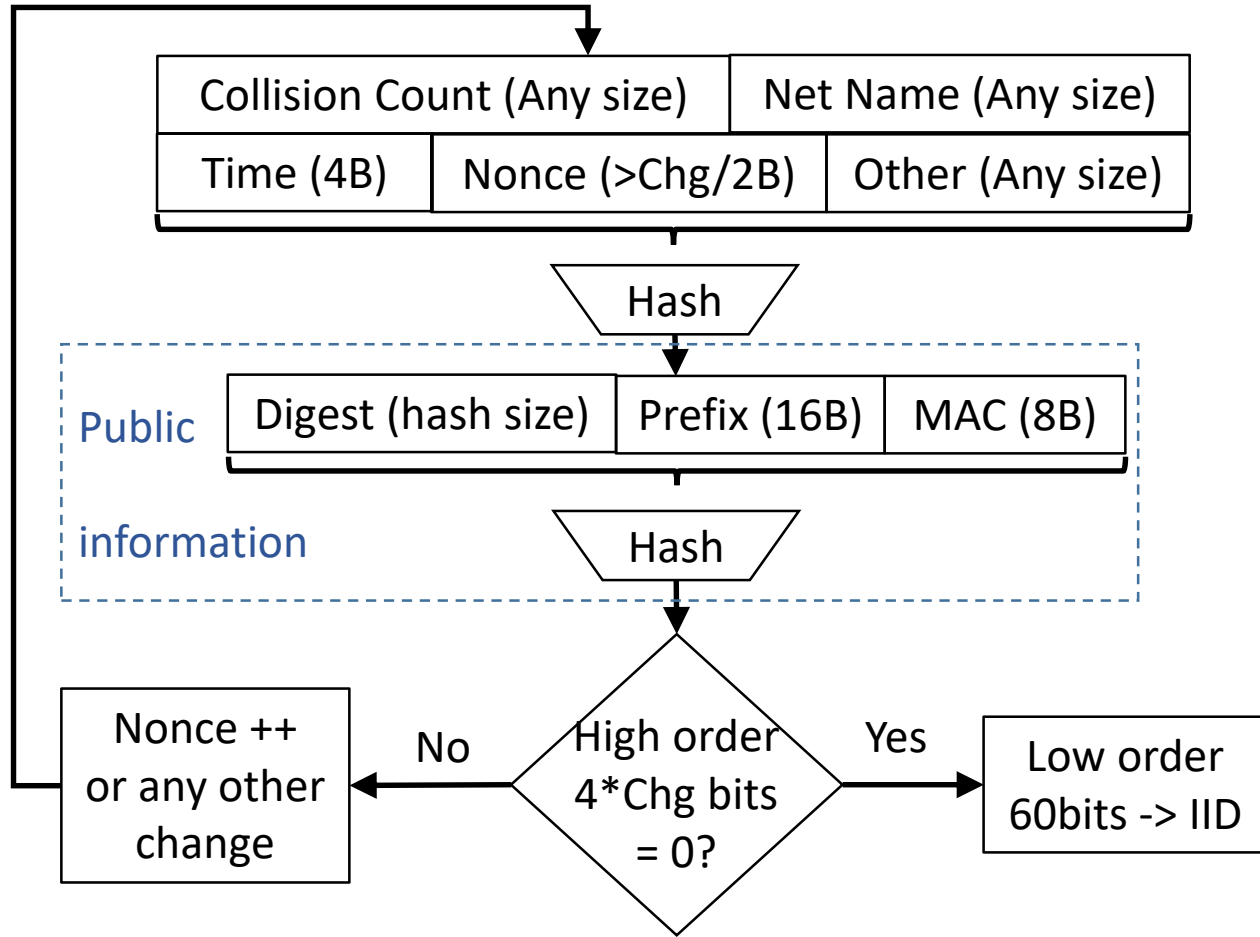 Collision Count (Any size) Net Name (Any size)
Time (4B) Nonce (>Chg/2B) Other (Any size)
Hash
Public
Digest (hash size) Prefix (16B) MAC (8B)
information
Hash
Nonce ++
or any other
change
No
High order
4*Chg bits
= 0?
Yes
Low order
60bits -> IID